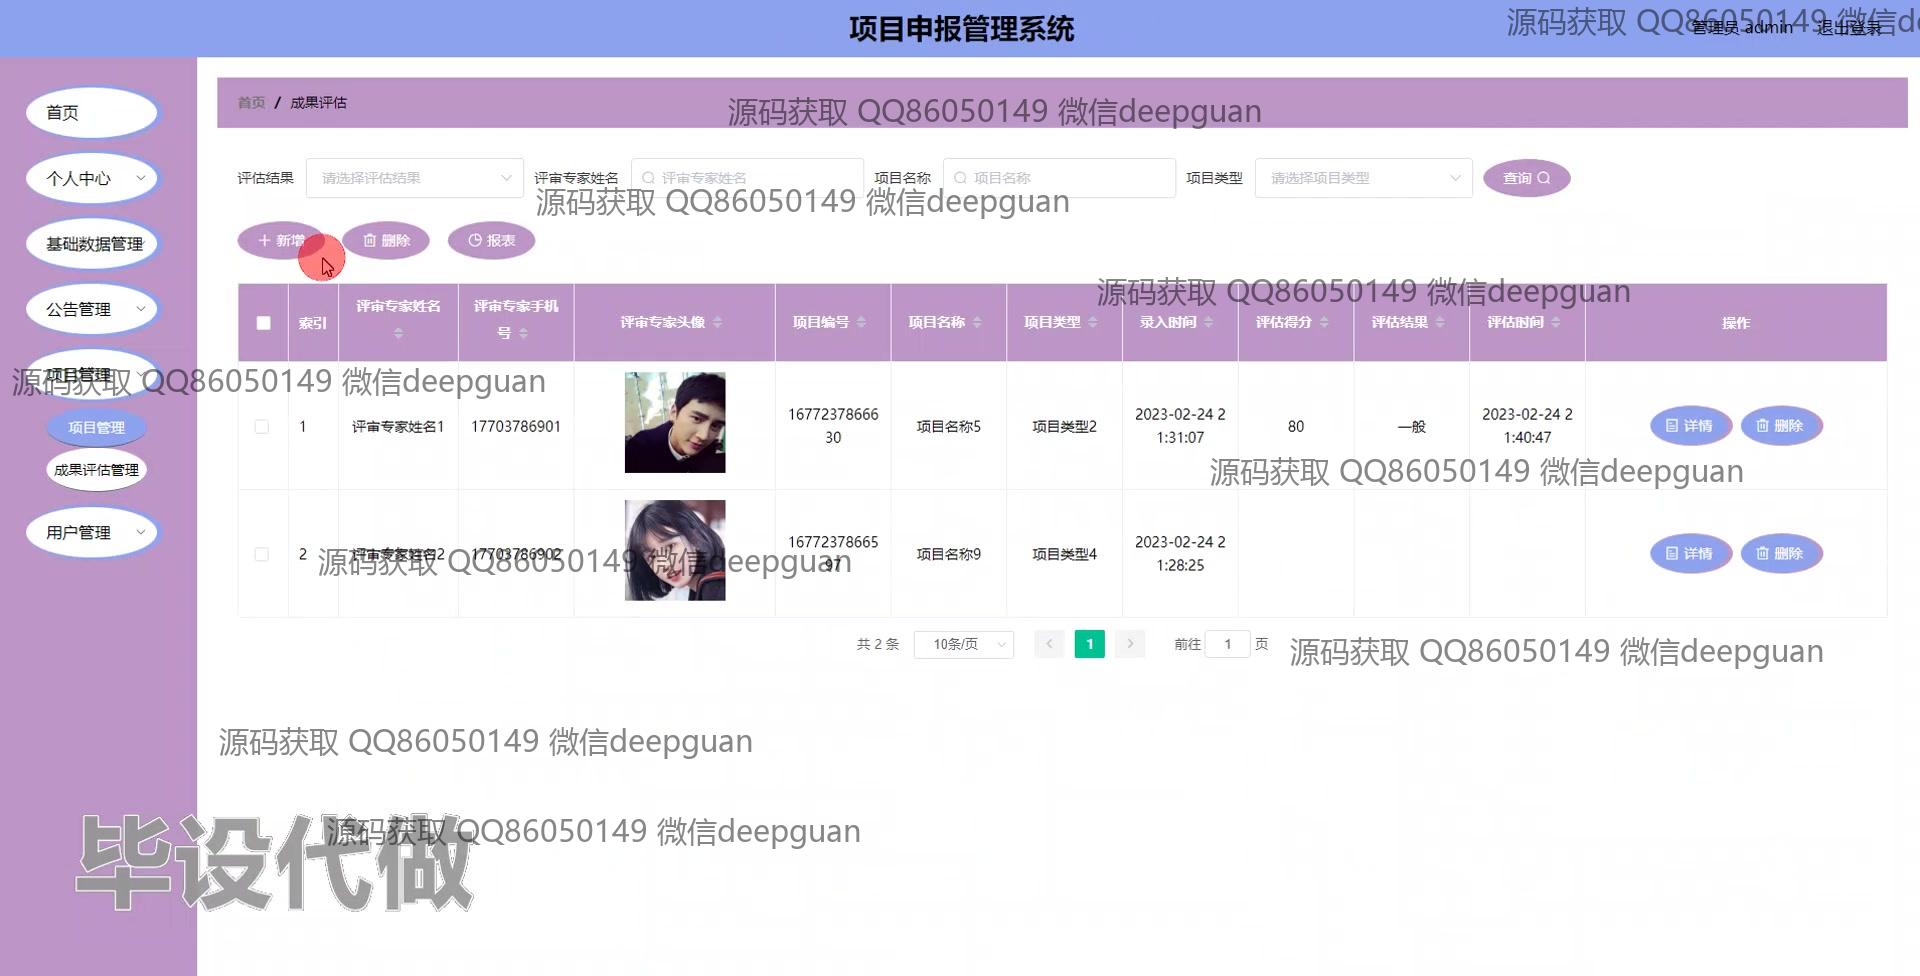 项目申报管理系统
管理员 admin 退出登录
源码获取 QQ86050149 微信d
首页 / 成果评估
源码获取 QQ86050149 微信deepguan
首页
个人中心
基础数据管理
公告管理
项目管理
项目管理
成果评估管理
用户管理
评估结果 请选择评估结果 评审专家姓名 评审专家姓名 项目名称 项目名称 项目类型 请选择项目类型 查询
源码获取 QQ86050149 微信deepguan
新增 删除 报表
源码获取 QQ86050149 微信deepguan
索引 评审专家姓名 评审专家手机号 评审专家头像 项目编号 项目名称 项目类型 录入时间 评估得分 评估结果 评估时间 操作
源码获取 QQ86050149 微信deepguan
1 评审专家姓名1 17703786901 1677237866630 项目名称5 项目类型2 2023-02-24 21:31:07 80 一般 2023-02-24 21:40:47 详情 删除
源码获取 QQ86050149 微信deepguan
2 评审专家姓名2 17703786902 1677237866597 项目名称9 项目类型4 2023-02-24 21:28:25 详情 删除
源码获取 QQ86050149 微信deepguan
共 2 条 10条/页 1 前往 1 页
源码获取 QQ86050149 微信deepguan
源码获取 QQ86050149 微信deepguan
源码获取 QQ86050149 微信deepguan
毕设代做